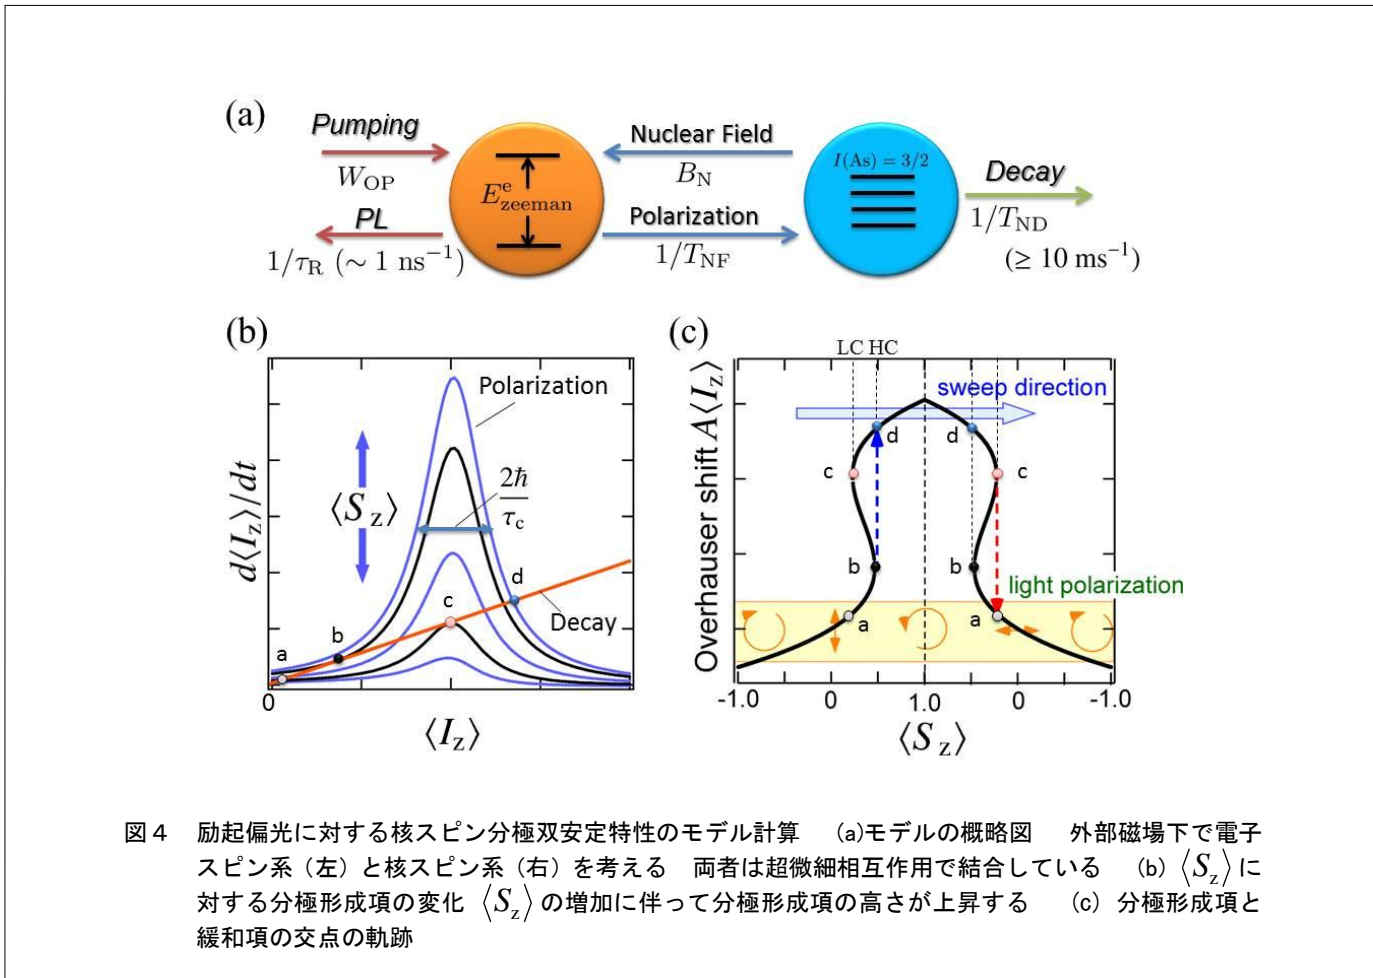 (a)
Pumping
W_OP
PL
1/τ_R (∼ 1 ns⁻¹)
E^e_zeeman
Nuclear Field
B_N
Polarization
1/T_NF
I(As) = 3/2
Decay
1/T_ND
(≥ 10 ms⁻¹)
(b)
Polarization
⟨S_z⟩
2ħ/τ_c
d
c
b
a
Decay
d⟨I_z⟩/dt
0
⟨I_z⟩
(c)
LC HC
sweep direction
d d
c c
b b
light polarization
a a
Overhauser shift A⟨I_z⟩
-1.0 0 1.0 0 -1.0
⟨S_z⟩
図4 励起偏光に対する核スピン分極双安定特性のモデル計算 (a)モデルの概略図 外部磁場下で電子
スピン系(左)と核スピン系(右)を考える 両者は超微細相互作用で結合している (b)⟨S_z⟩に
対する分極形成項の変化 ⟨S_z⟩の増加に伴って分極形成項の高さが上昇する (c) 分極形成項と
緩和項の交点の軌跡